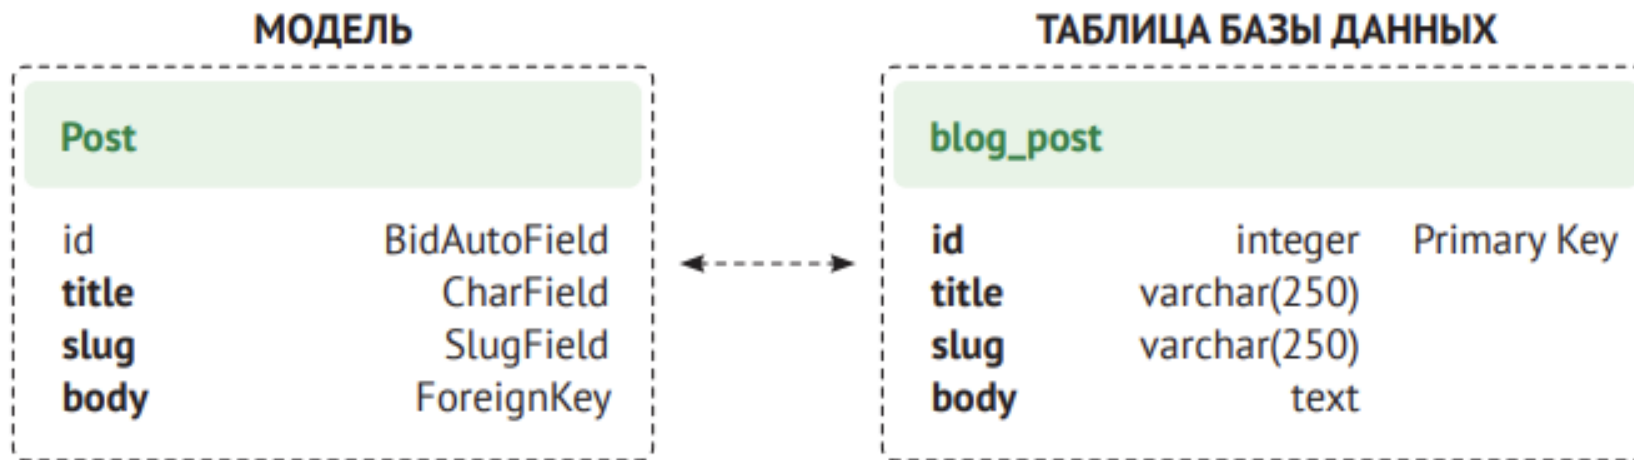 МОДЕЛЬ
Post
id BidAutoField
title CharField
slug SlugField
body ForeignKey
ТАБЛИЦА БАЗЫ ДАННЫХ
blog_post
id integer Primary Key
title varchar(250)
slug varchar(250)
body text